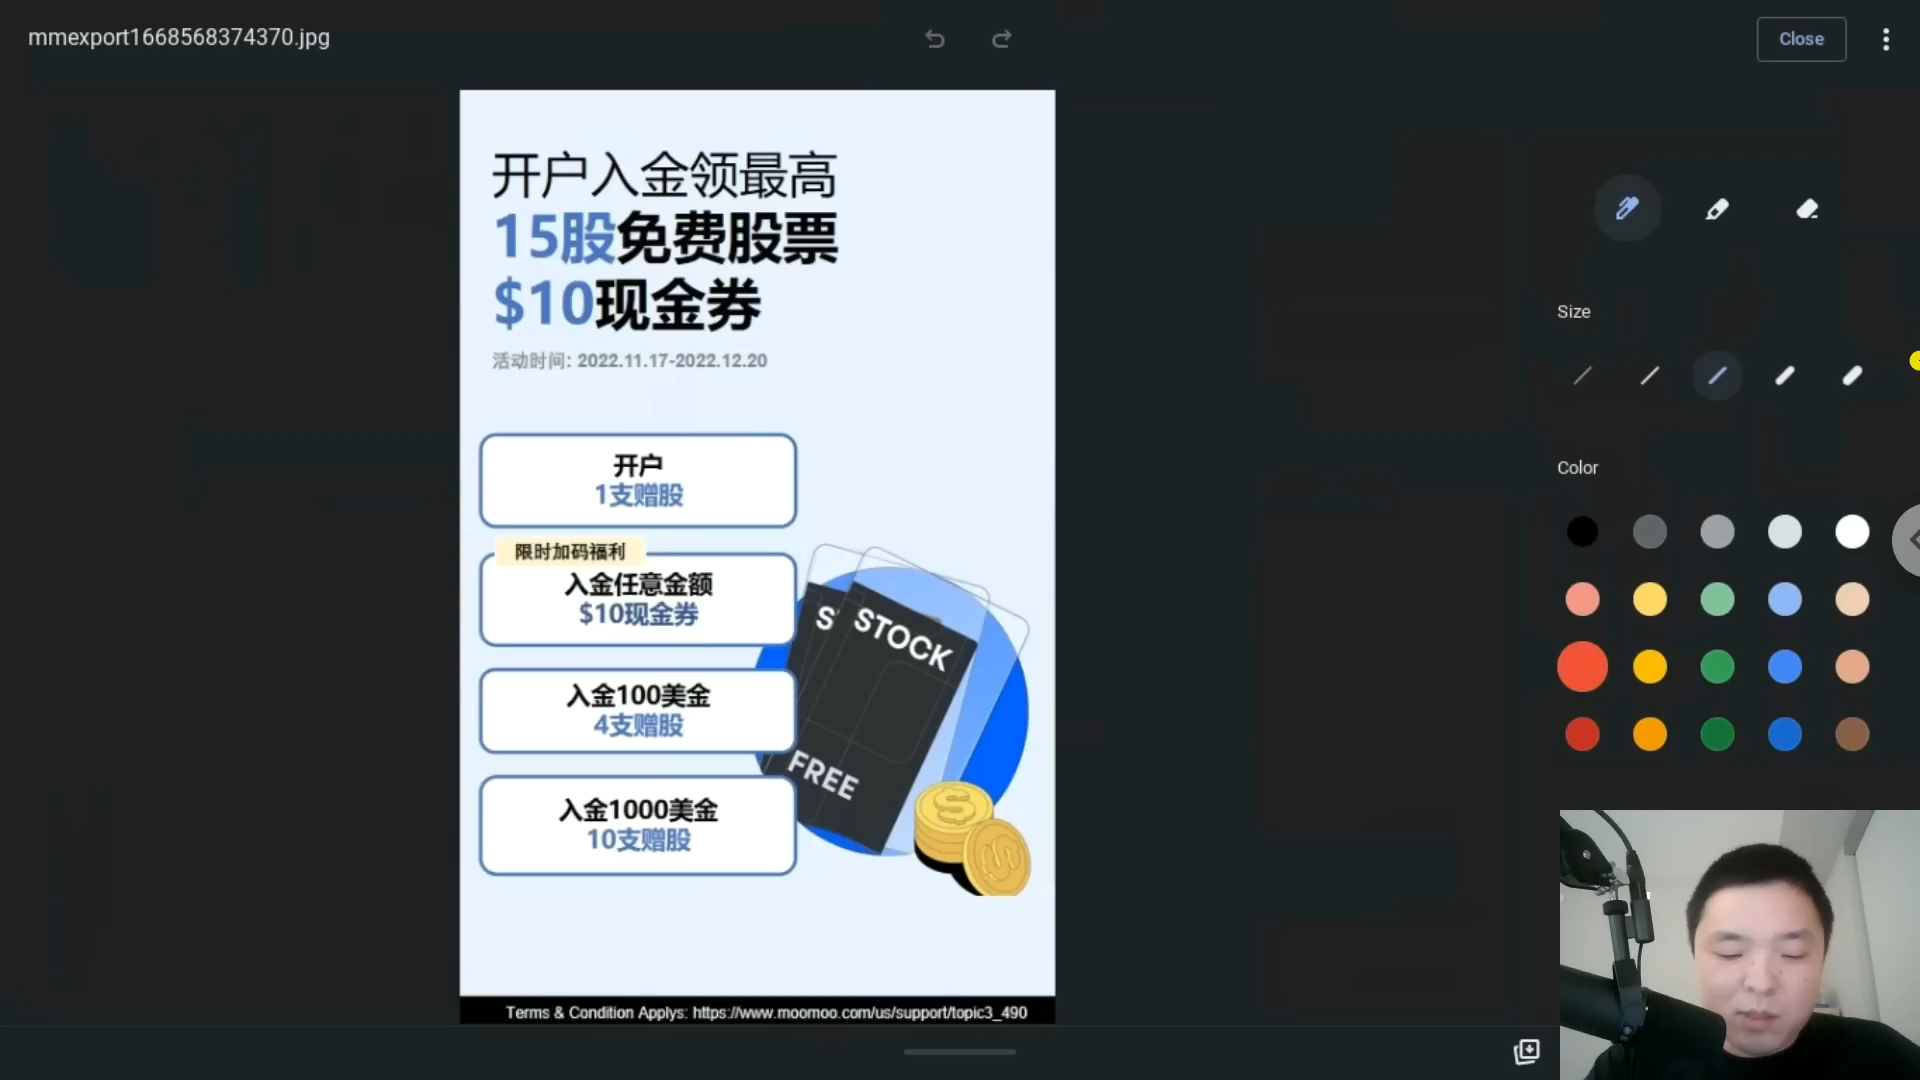 mmexport1668568374370.jpg
Close
开户入金领最高
15股免费股票
$10现金券
活动时间: 2022.11.17-2022.12.20
开户
1支赠股
限时加码福利
入金任意金额
$10现金券
入金100美金
4支赠股
入金1000美金
10支赠股
S
STOCK
FREE
Terms & Condition Applys: https://www.moomoo.com/us/support/topic3_490
Size
Color